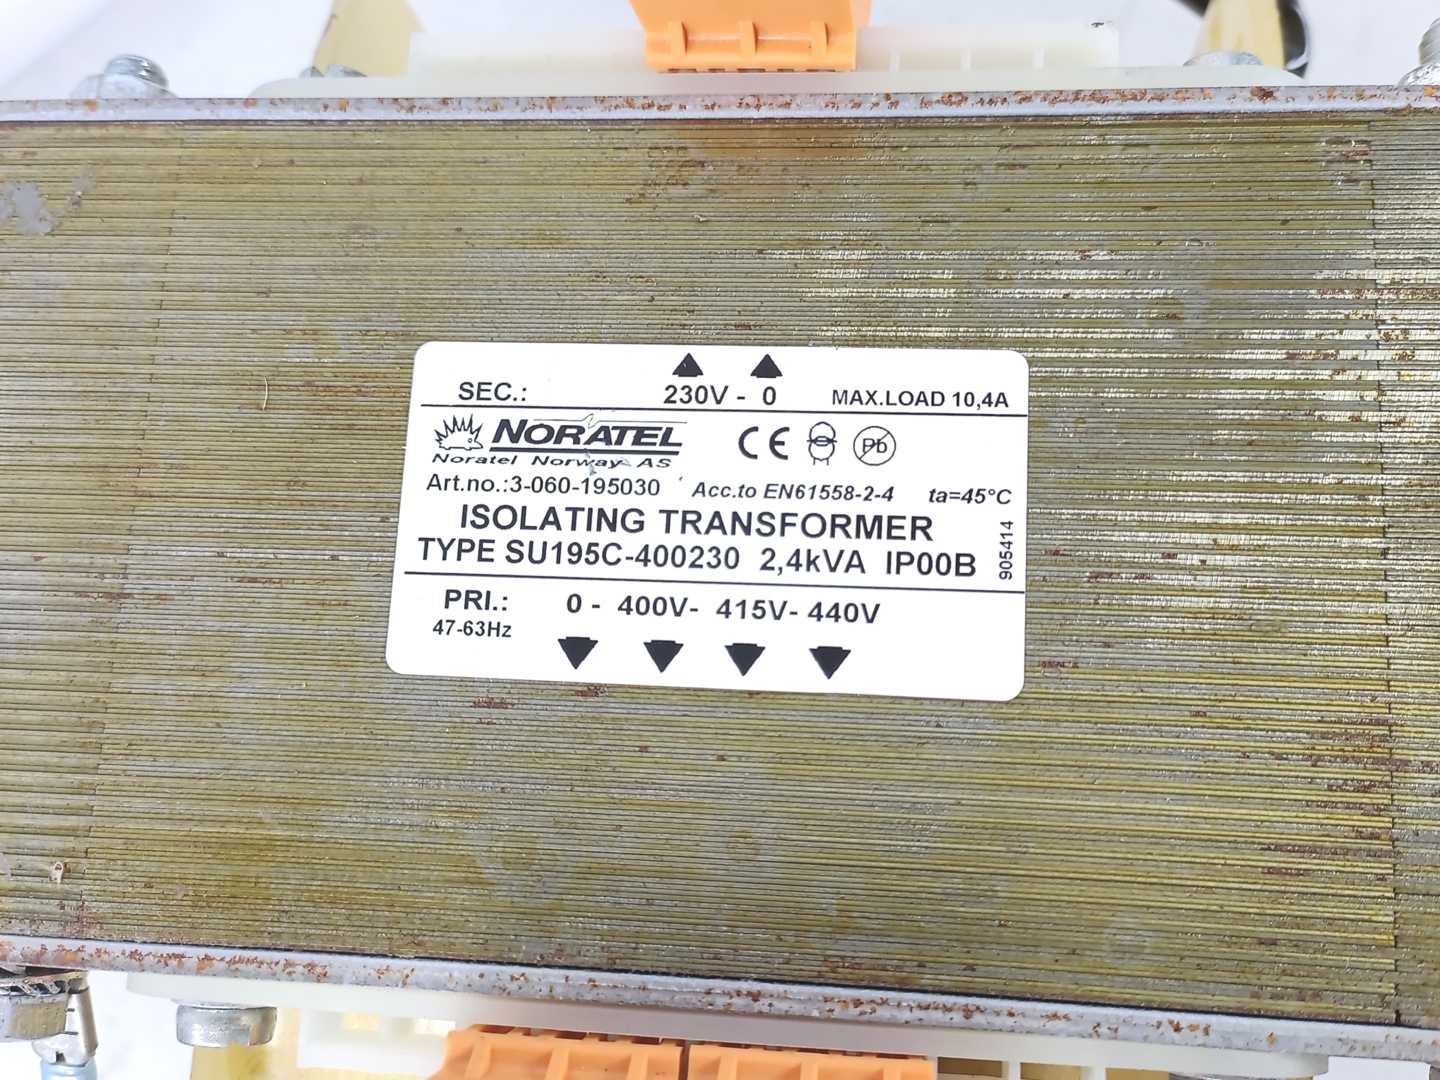 SEC.: 230V - 0 MAX.LOAD 10,4A
NORATEL CE Pb
Noratel Norway AS
Art.no.:3-060-195030 Acc.to EN61558-2-4 ta=45°C
ISOLATING TRANSFORMER
TYPE SU195C-400230 2,4kVA IP00B
905414
PRI.: 0 - 400V- 415V- 440V
47-63Hz